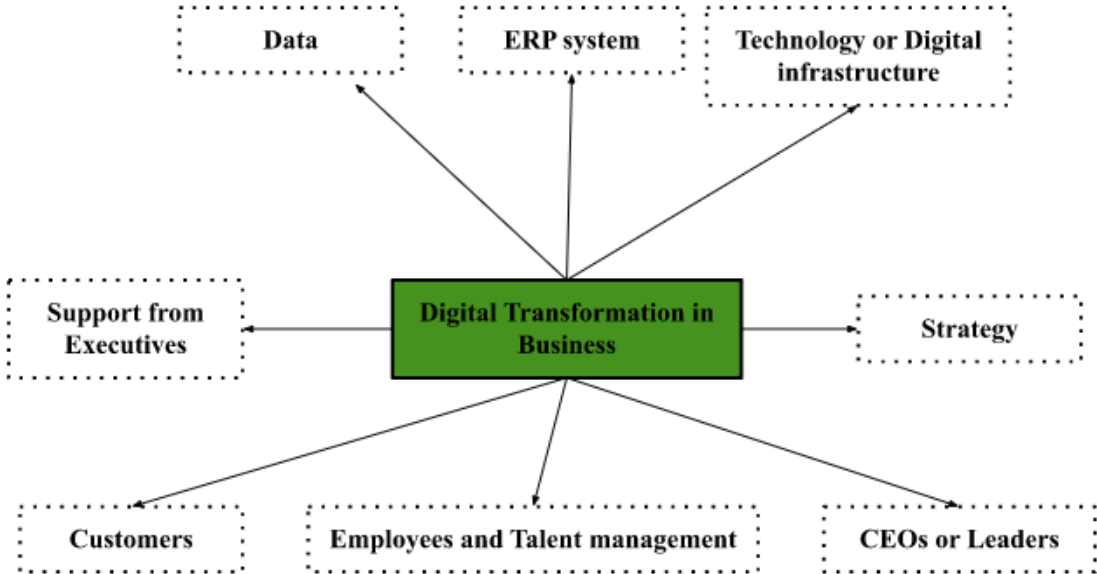 Data
ERP system
Technology or Digital
infrastructure
Support from
Executives
Digital Transformation in
Business
Strategy
Customers
Employees and Talent management
CEOs or Leaders